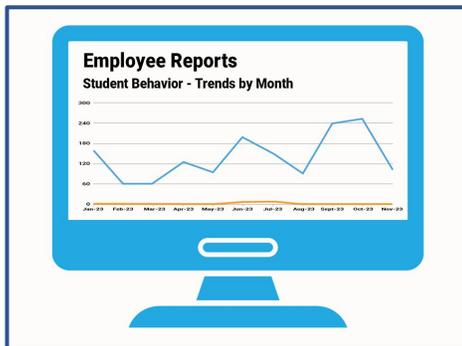 Employee Reports
Student Behavior - Trends by Month
300
240
180
120
60
0
Jan-23 Feb-23 Mar-23 Apr-23 May-23 Jun-23 Jul-23 Aug-23 Sept-23 Oct-23 Nov-23